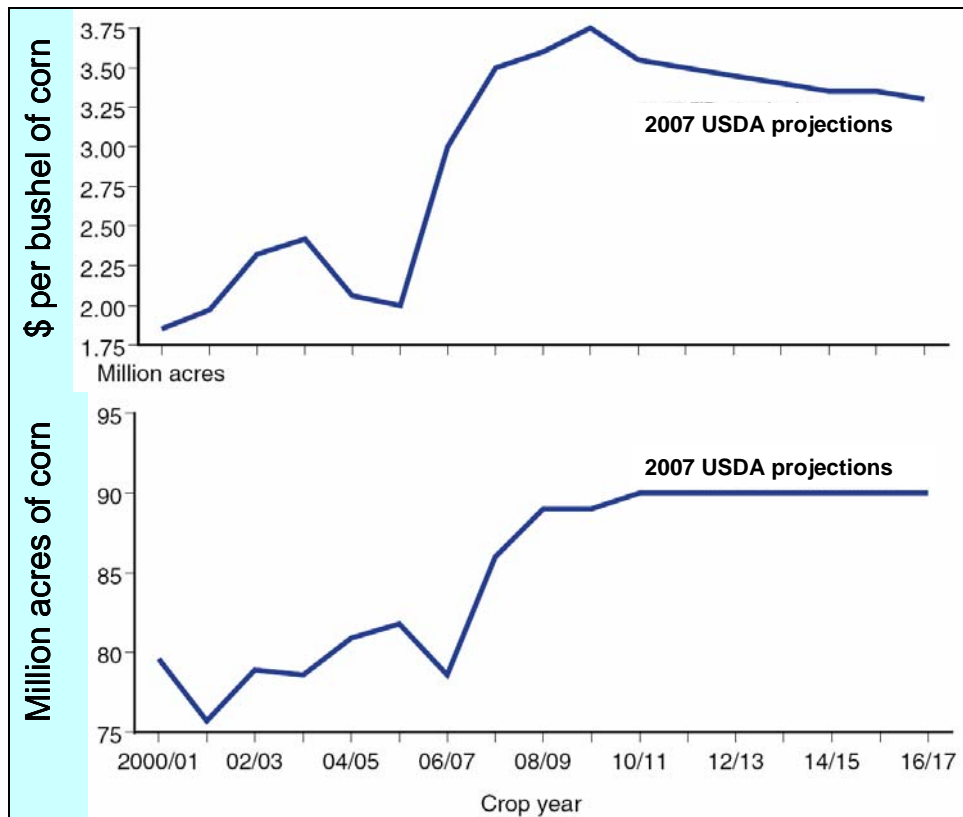 $ per bushel of corn
3.75
3.50
3.25
3.00
2.75
2.50
2.25
2.00
1.75
2007 USDA projections
Million acres
Million acres of corn
95
90
85
80
75
2007 USDA projections
2000/01 02/03 04/05 06/07 08/09 10/11 12/13 14/15 16/17
Crop year